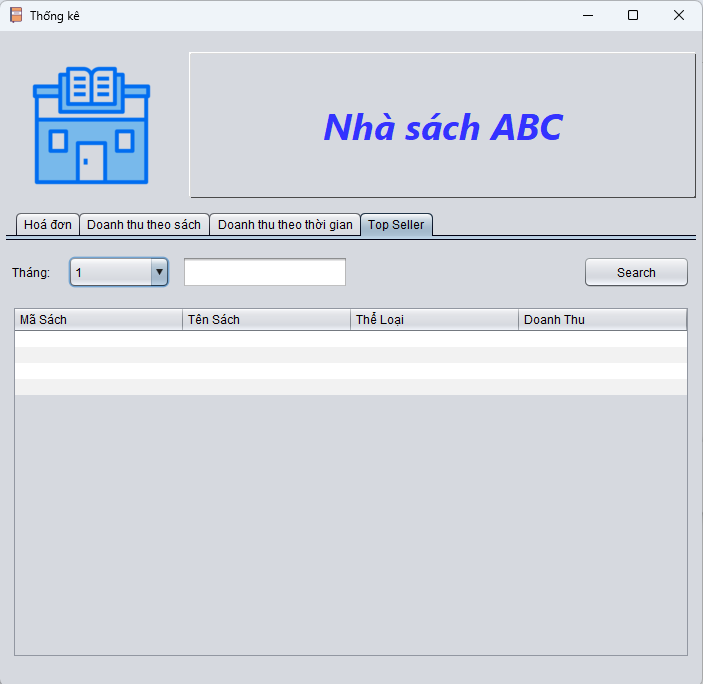 Thống kê
Nhà sách ABC
Hoá đơn Doanh thu theo sách Doanh thu theo thời gian Top Seller
Tháng: 1 Search
Mã Sách Tên Sách Thể Loại Doanh Thu